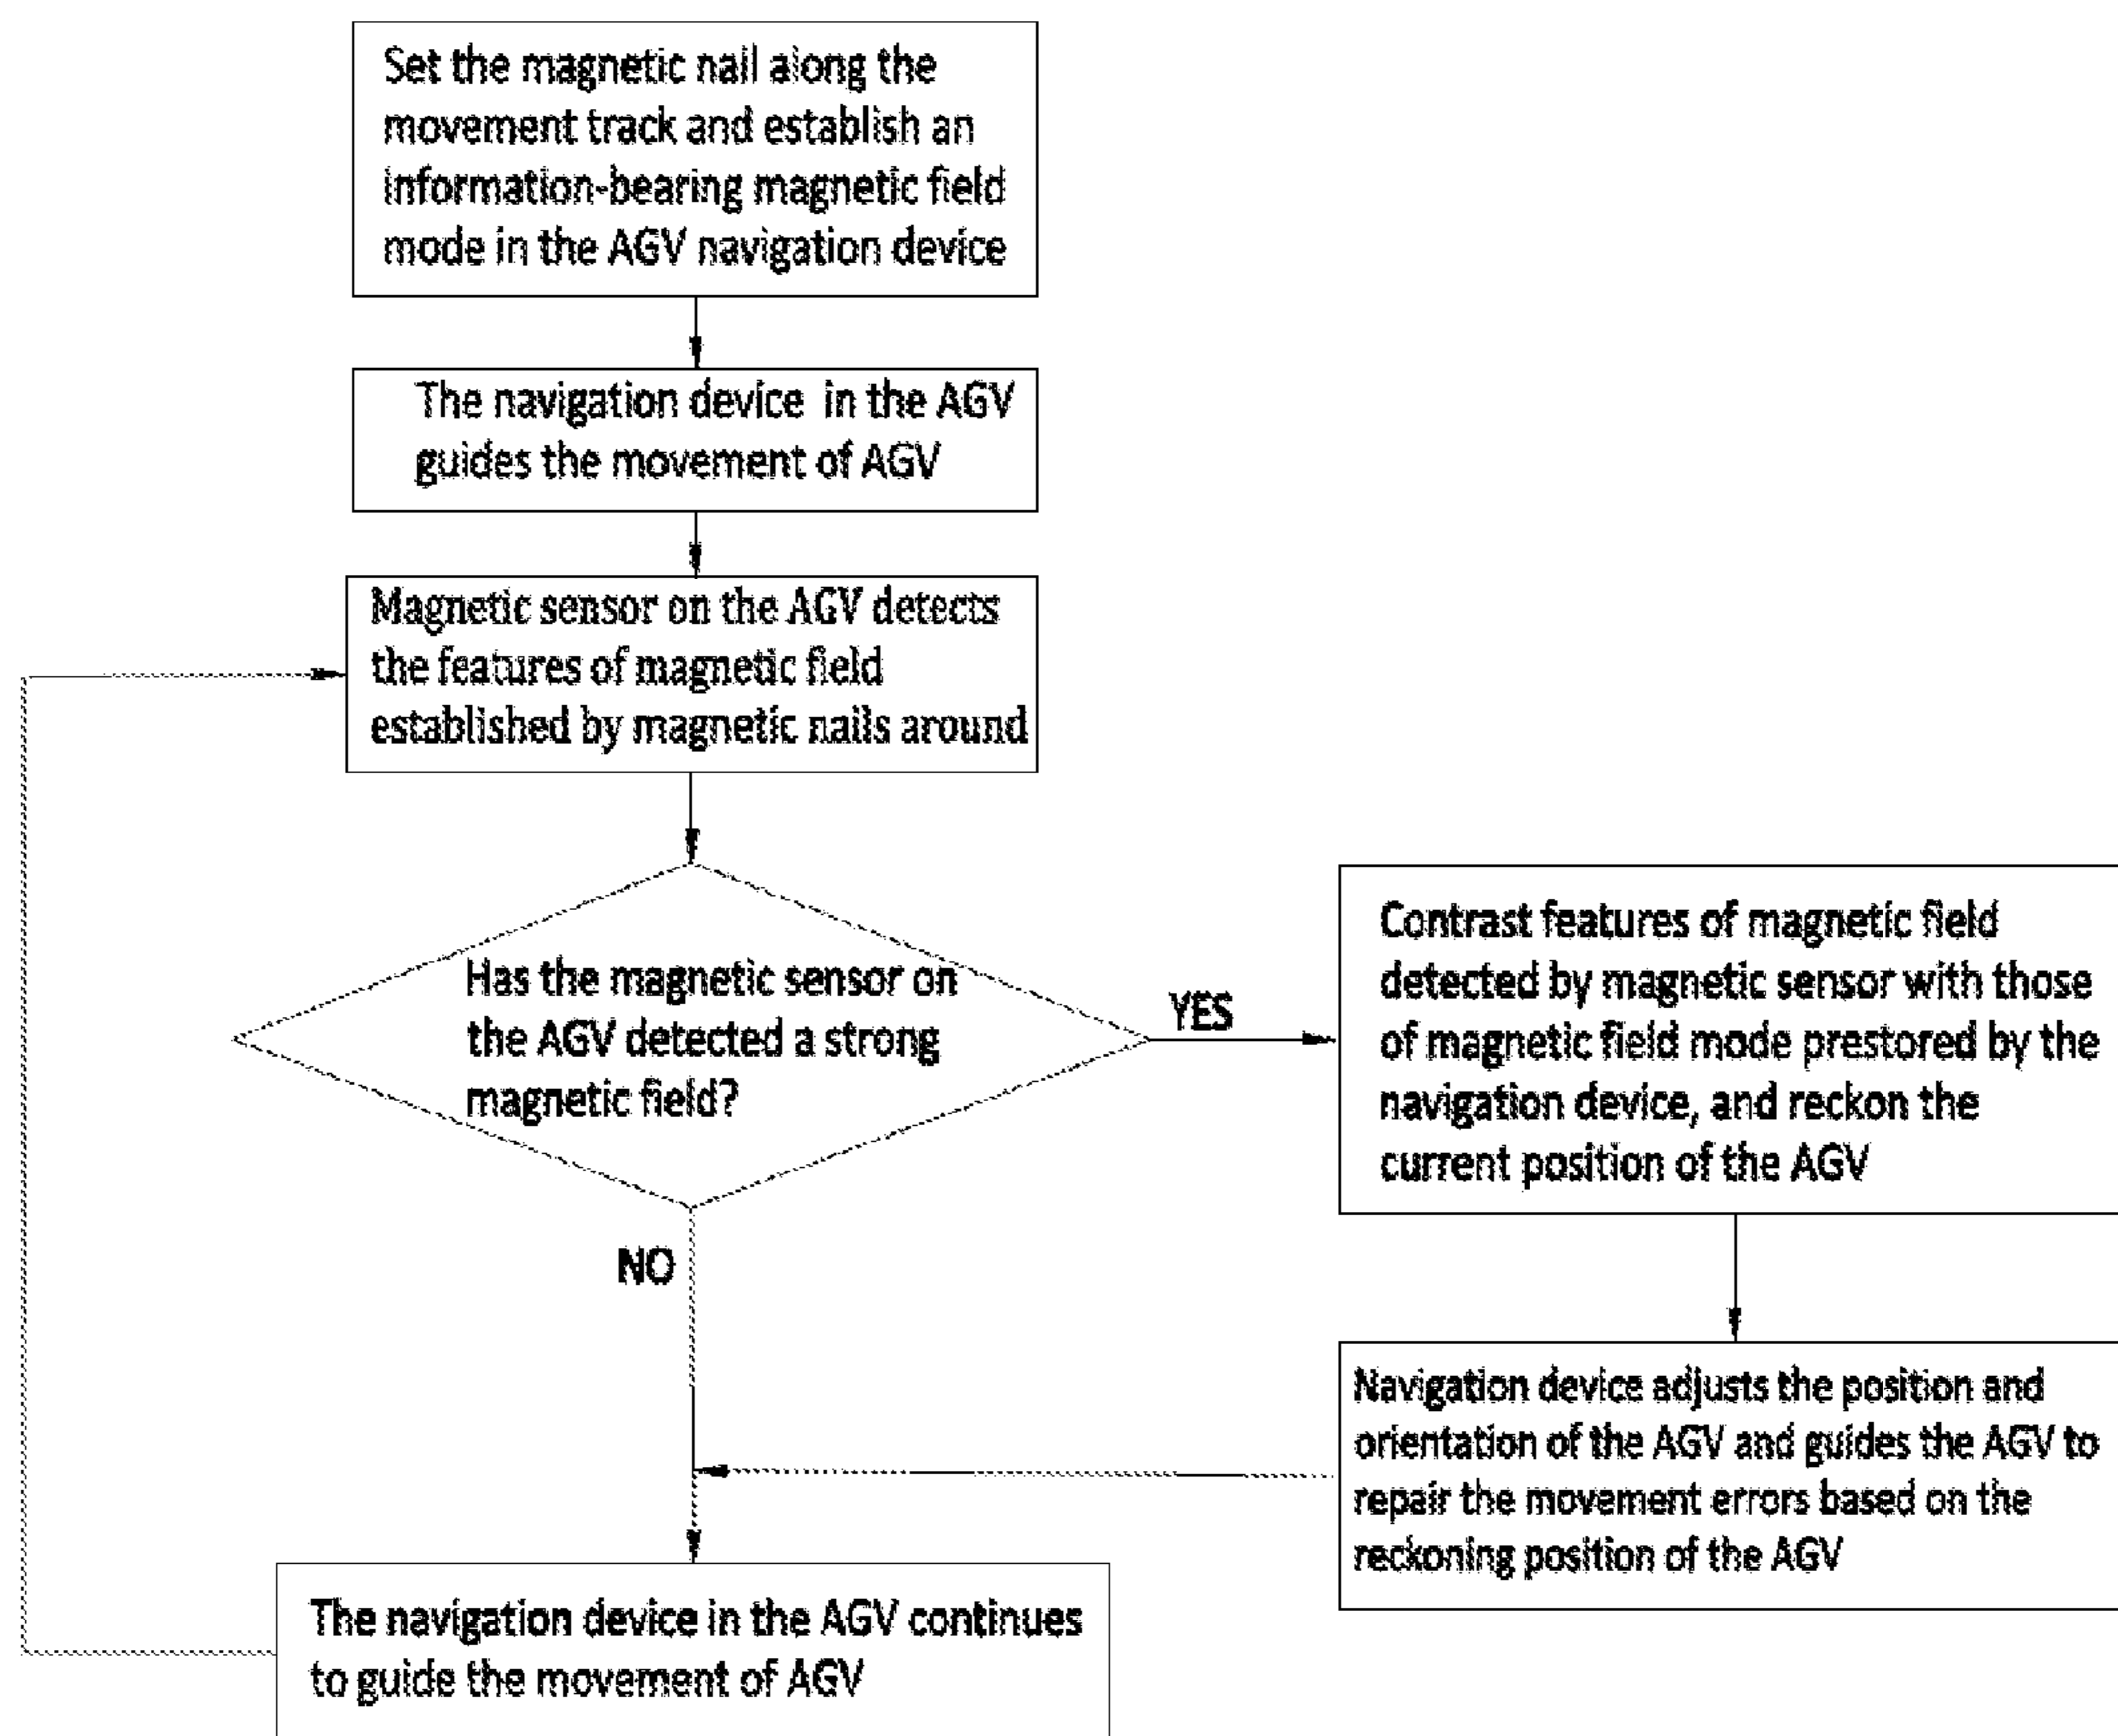 Set the magnetic nail along the
movement track and establish an
information-bearing magnetic field
mode in the AGV navigation device
The navigation device in the AGV
guides the movement of AGV
Magnetic sensor on the AGV detects
the features of magnetic field
established by magnetic nails around
Has the magnetic sensor on
the AGV detected a strong
magnetic field?
YES
Contrast features of magnetic field
detected by magnetic sensor with those
of magnetic field mode prestored by the
navigation device, and reckon the
current position of the AGV
NO
Navigation device adjusts the position and
orientation of the AGV and guides the AGV to
repair the movement errors based on the
reckoning position of the AGV
The navigation device in the AGV continues
to guide the movement of AGV